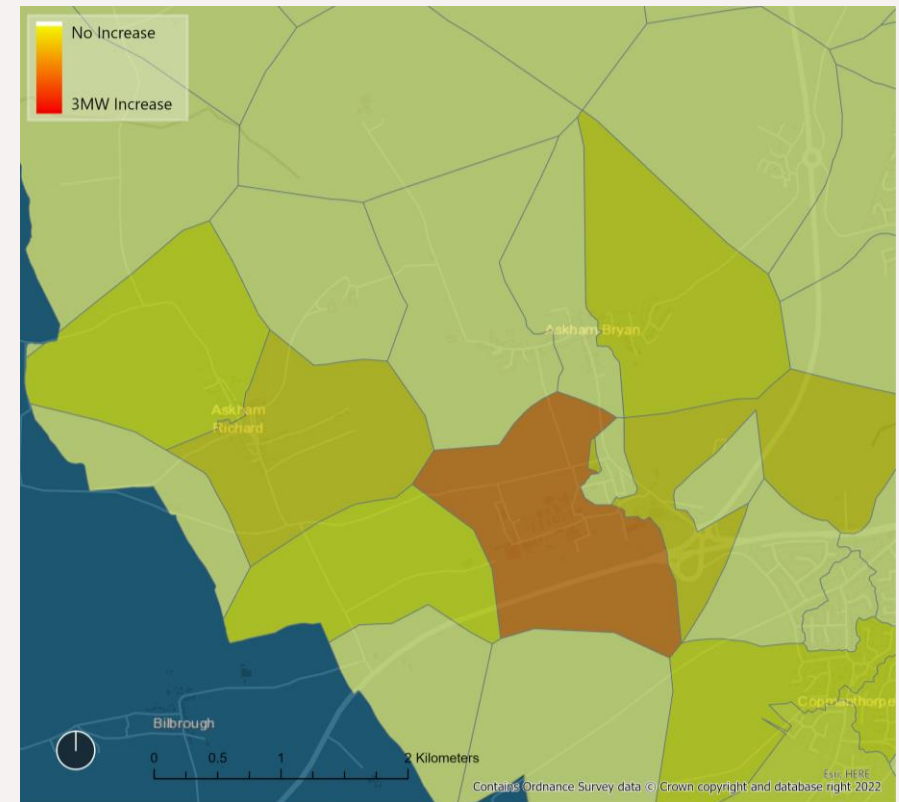 No Increase
3MW Increase
Askham Bryan
Askham
Richard
Copmanthorpe
Bilbrough
0 0.5 1 2 Kilometers
Esri, HERE
Contains Ordnance Survey data © Crown copyright and database right 2022